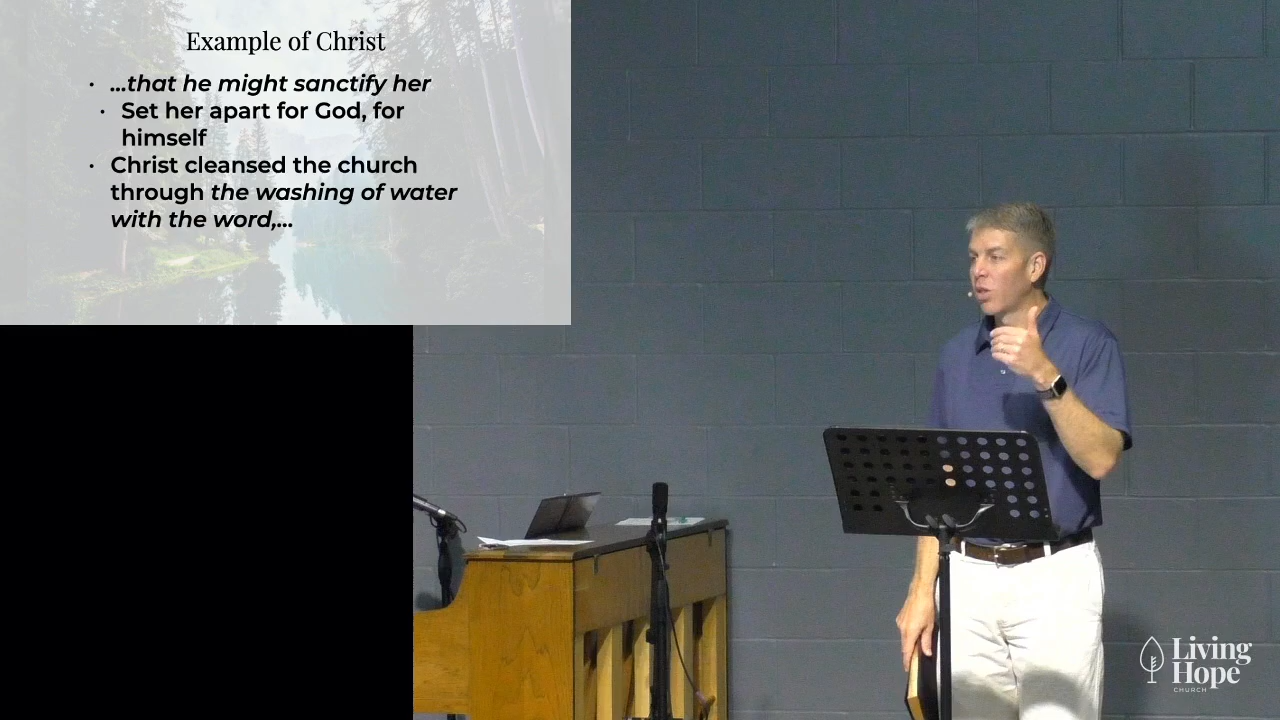 Example of Christ
• ...that he might sanctify her
• Set her apart for God, for
himself
• Christ cleansed the church
through the washing of water
with the word,...
Living
Hope
CHURCH